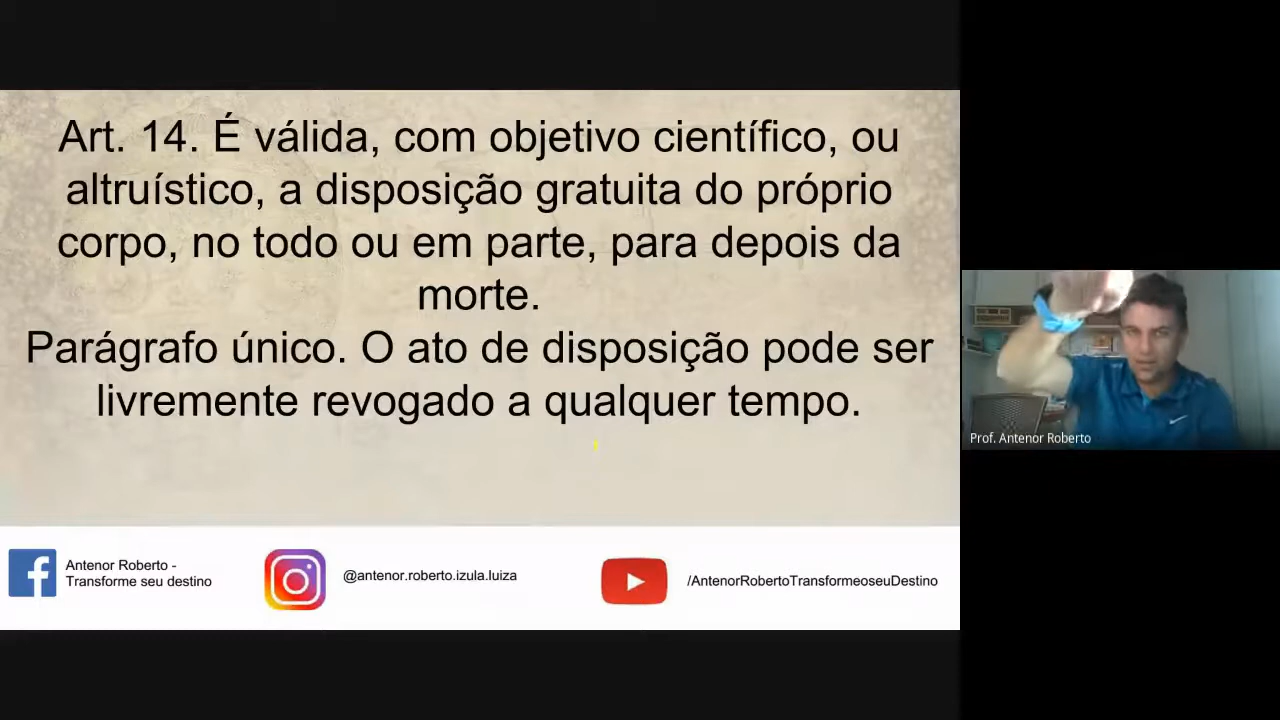 Art. 14. É válida, com objetivo científico, ou
altruístico, a disposição gratuita do próprio
corpo, no todo ou em parte, para depois da
morte.
Parágrafo único. O ato de disposição pode ser
livremente revogado a qualquer tempo.
Prof. Antenor Roberto
Antenor Roberto -
Transforme seu destino
@antenor.roberto.izula.luiza
/AntenorRobertoTransformeoseuDestino